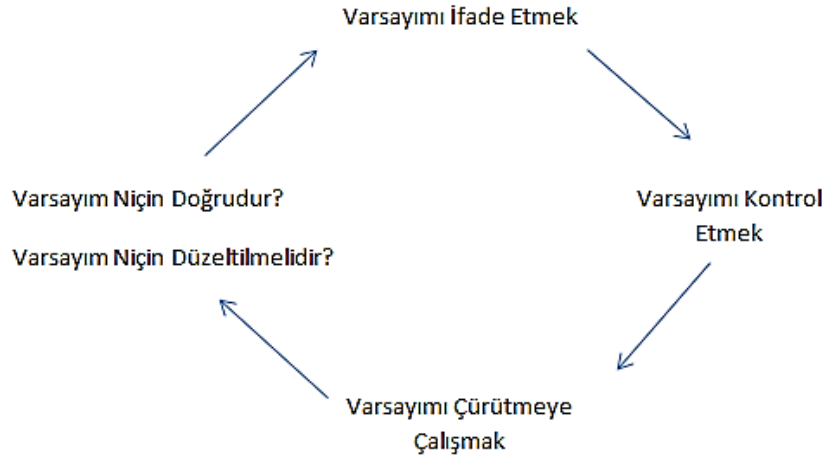 Varsayımı İfade Etmek
Varsayımı Kontrol
Etmek
Varsayımı Çürütmeye
Çalışmak
Varsayım Niçin Doğrudur?
Varsayım Niçin Düzeltilmelidir?